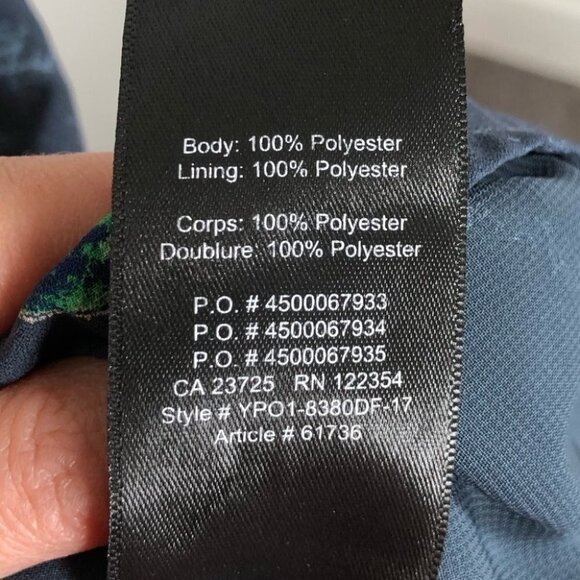 Body: 100% Polyester
Lining: 100% Polyester
Corps: 100% Polyester
Doublure: 100% Polyester
P.O. # 4500067933
P.O. # 4500067934
P.O. # 4500067935
CA 23725 RN 122354
Style # YPO1-8380DF-17
Article # 61736